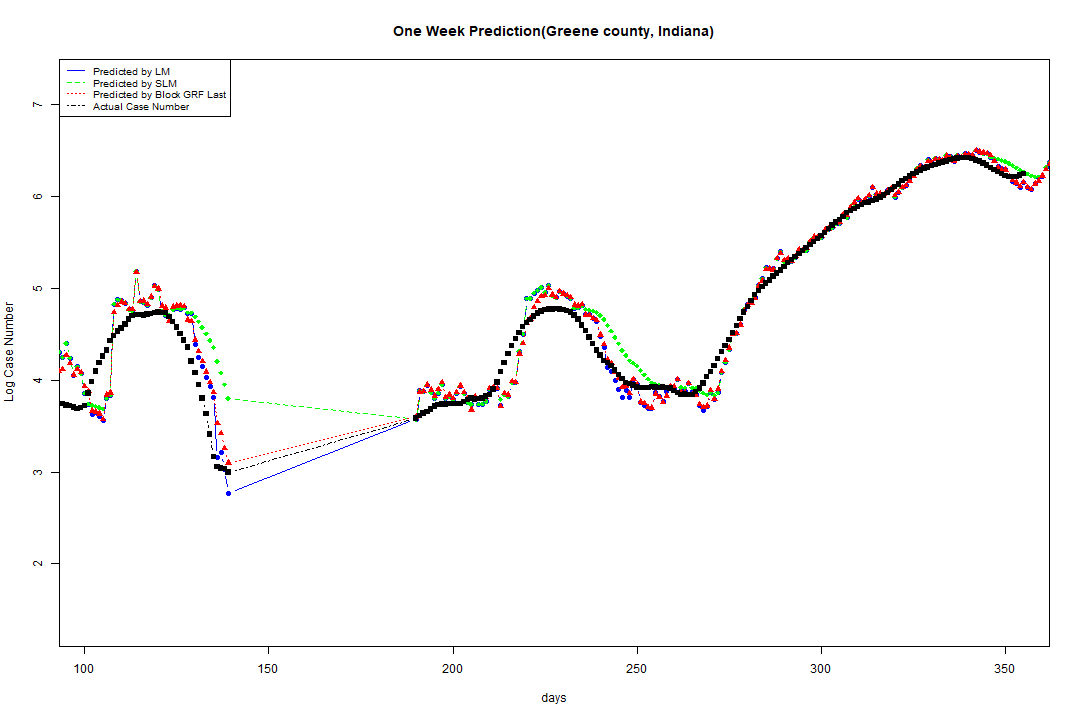 One Week Prediction(Greene county, Indiana)
Predicted by LM
Predicted by SLM
Predicted by Block GRF Last
Actual Case Number
7
6
5
4
3
2
Log Case Number
100 150 200 250 300 350
days